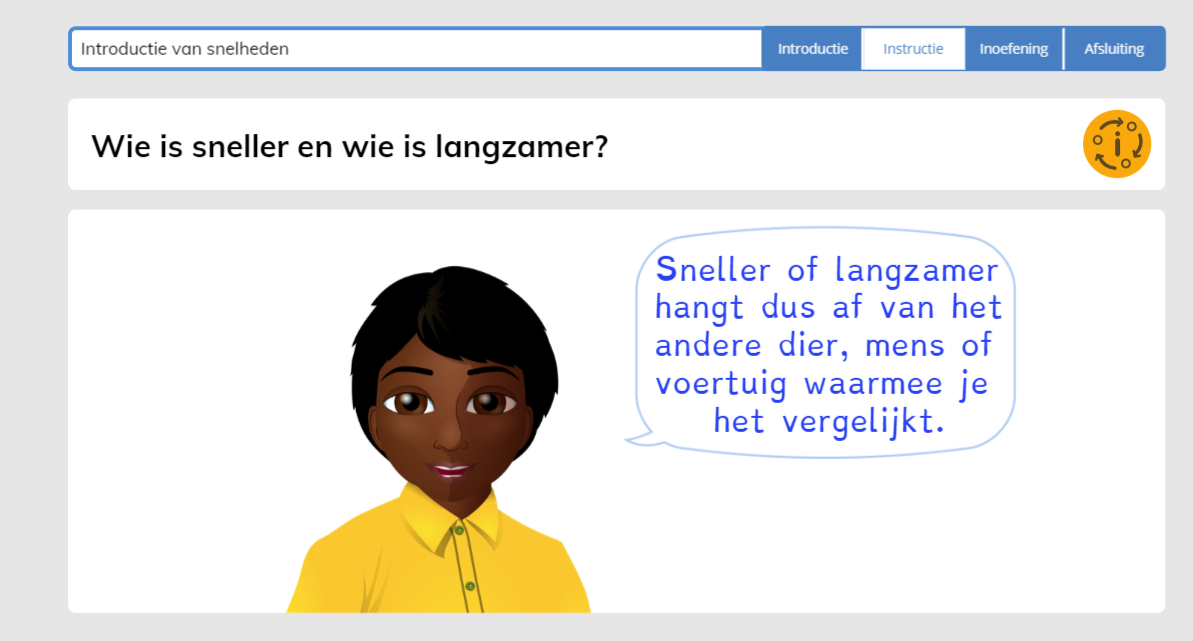 Introductie van snelheden
Introductie
Instructie
Inoefening
Afsluiting
Wie is sneller en wie is langzamer?
i
Sneller of langzamer
hangt dus af van het
andere dier, mens of
voertuig waarmee je
het vergelijkt.